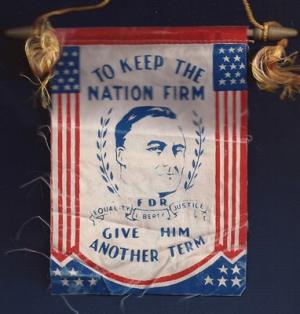 TO KEEP THE
NATION FIRM
FDR
EQUALITY LIBERTY JUSTICE
GIVE HIM
ANOTHER TERM